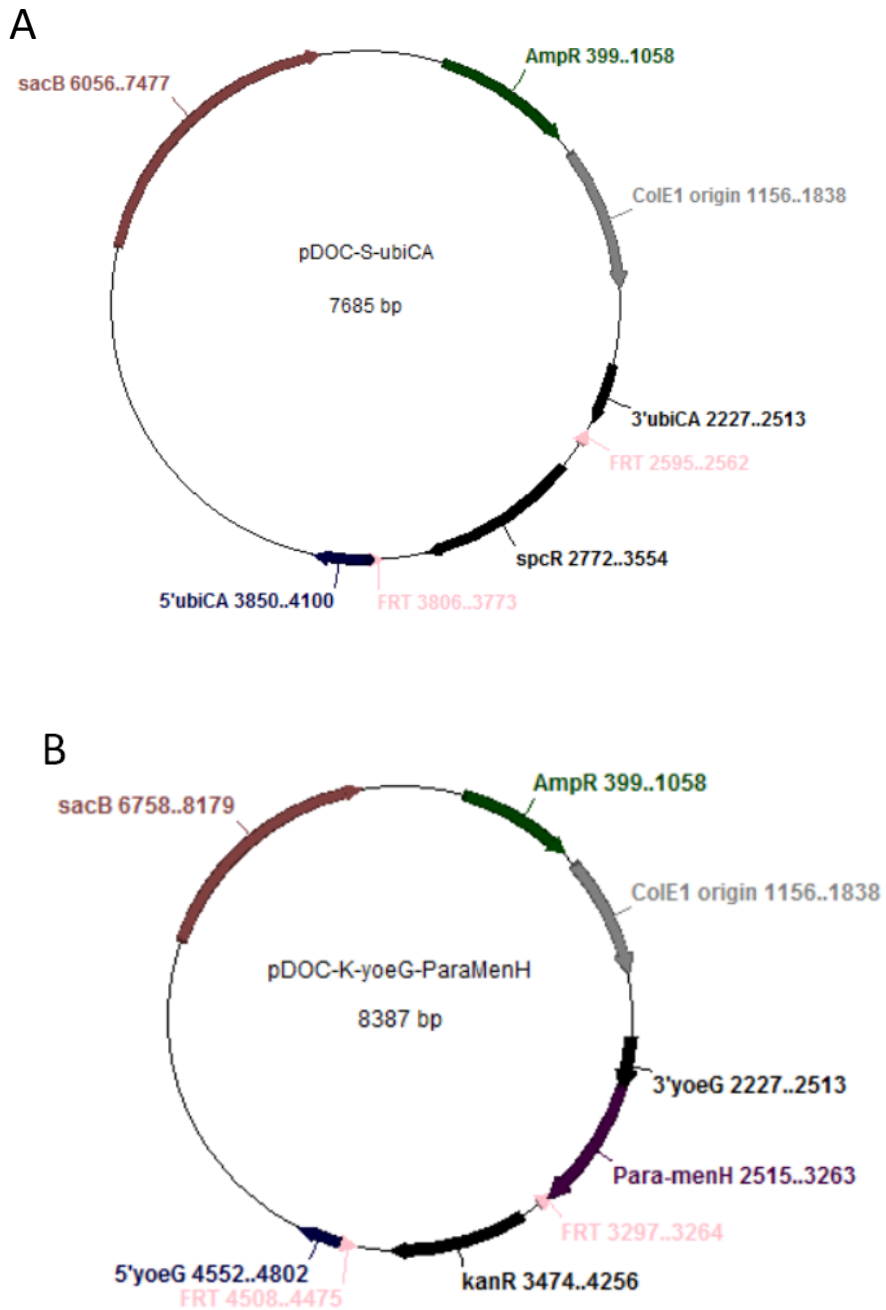 A
AmpR 399..1058
sacB 6056..7477
ColE1 origin 1156..1838
pDOC-S-ubiCA
7685 bp
3'ubiCA 2227..2513
FRT 2595..2562
spcR 2772..3554
5'ubiCA 3850..4100
FRT 3806..3773
B
AmpR 399..1058
sacB 6758..8179
ColE1 origin 1156..1838
pDOC-K-yoeG-ParaMenH
8387 bp
3'yoeG 2227..2513
Para-menH 2515..3263
FRT 3297..3264
5'yoeG 4552..4802
kanR 3474..4256
FRT 4508..4475